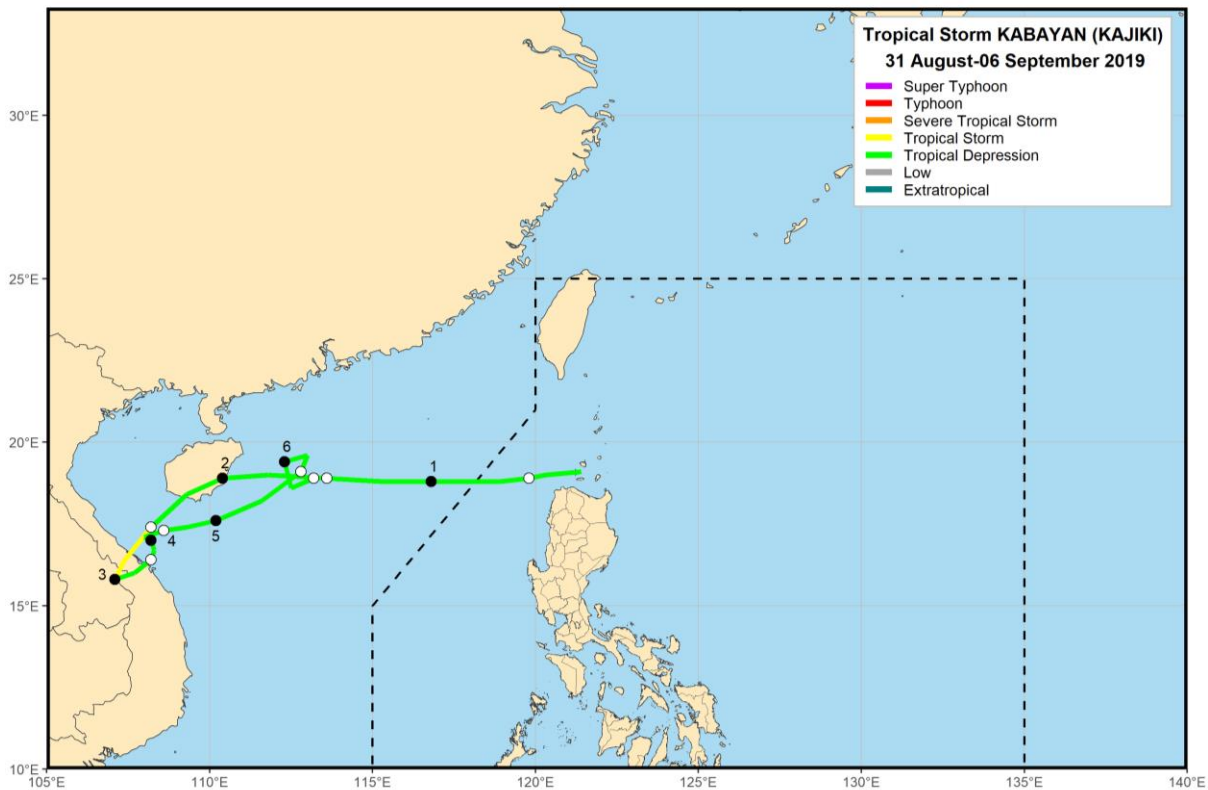 Tropical Storm KABAYAN (KAJIKI)
31 August-06 September 2019
Super Typhoon
Typhoon
Severe Tropical Storm
Tropical Storm
Tropical Depression
Low
Extratropical
30°E
25°E
20°E
15°E
10°E
6
2
1
5
4
3
105°E
110°E
115°E
120°E
125°E
130°E
135°E
140°E